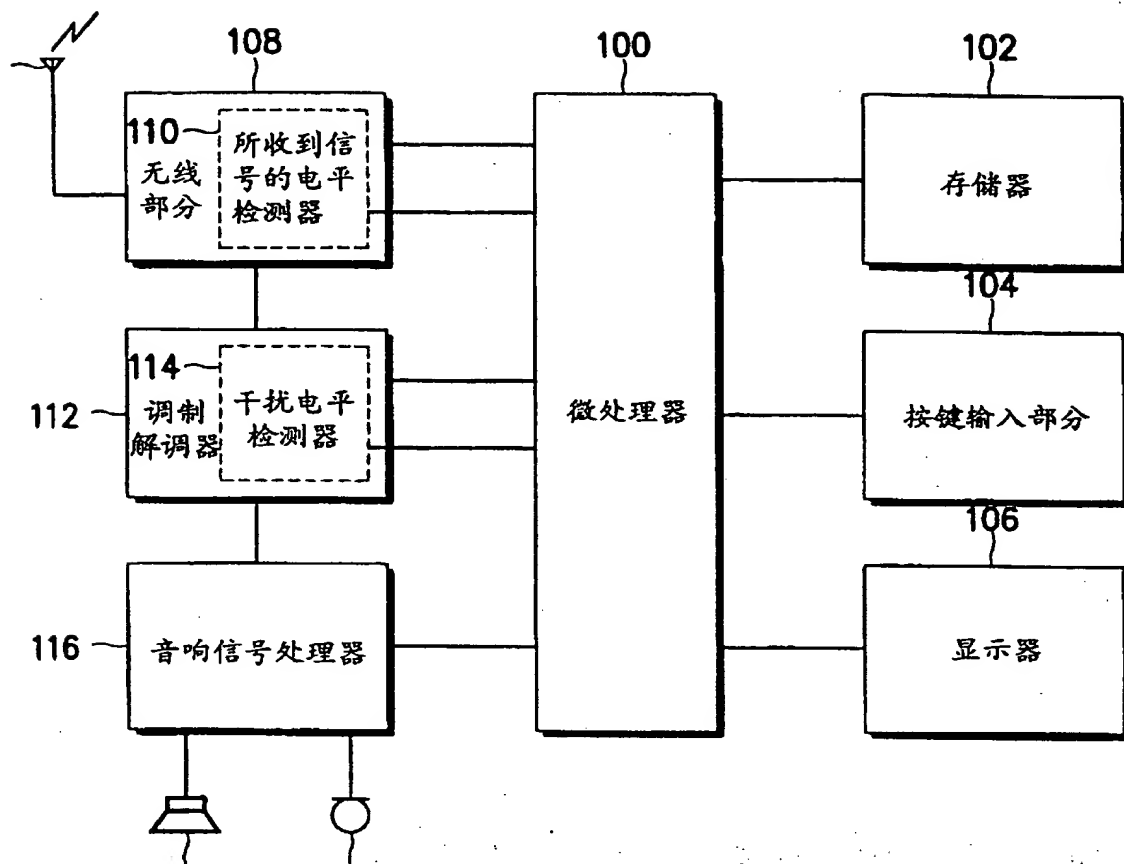 108
100
102
110
所收到信
号的电平
检测器
无线
部分
微处理器
存储器
104
按键输入部分
112
114
干扰电平
检测器
调制
解调器
106
显示器
116
音响信号处理器